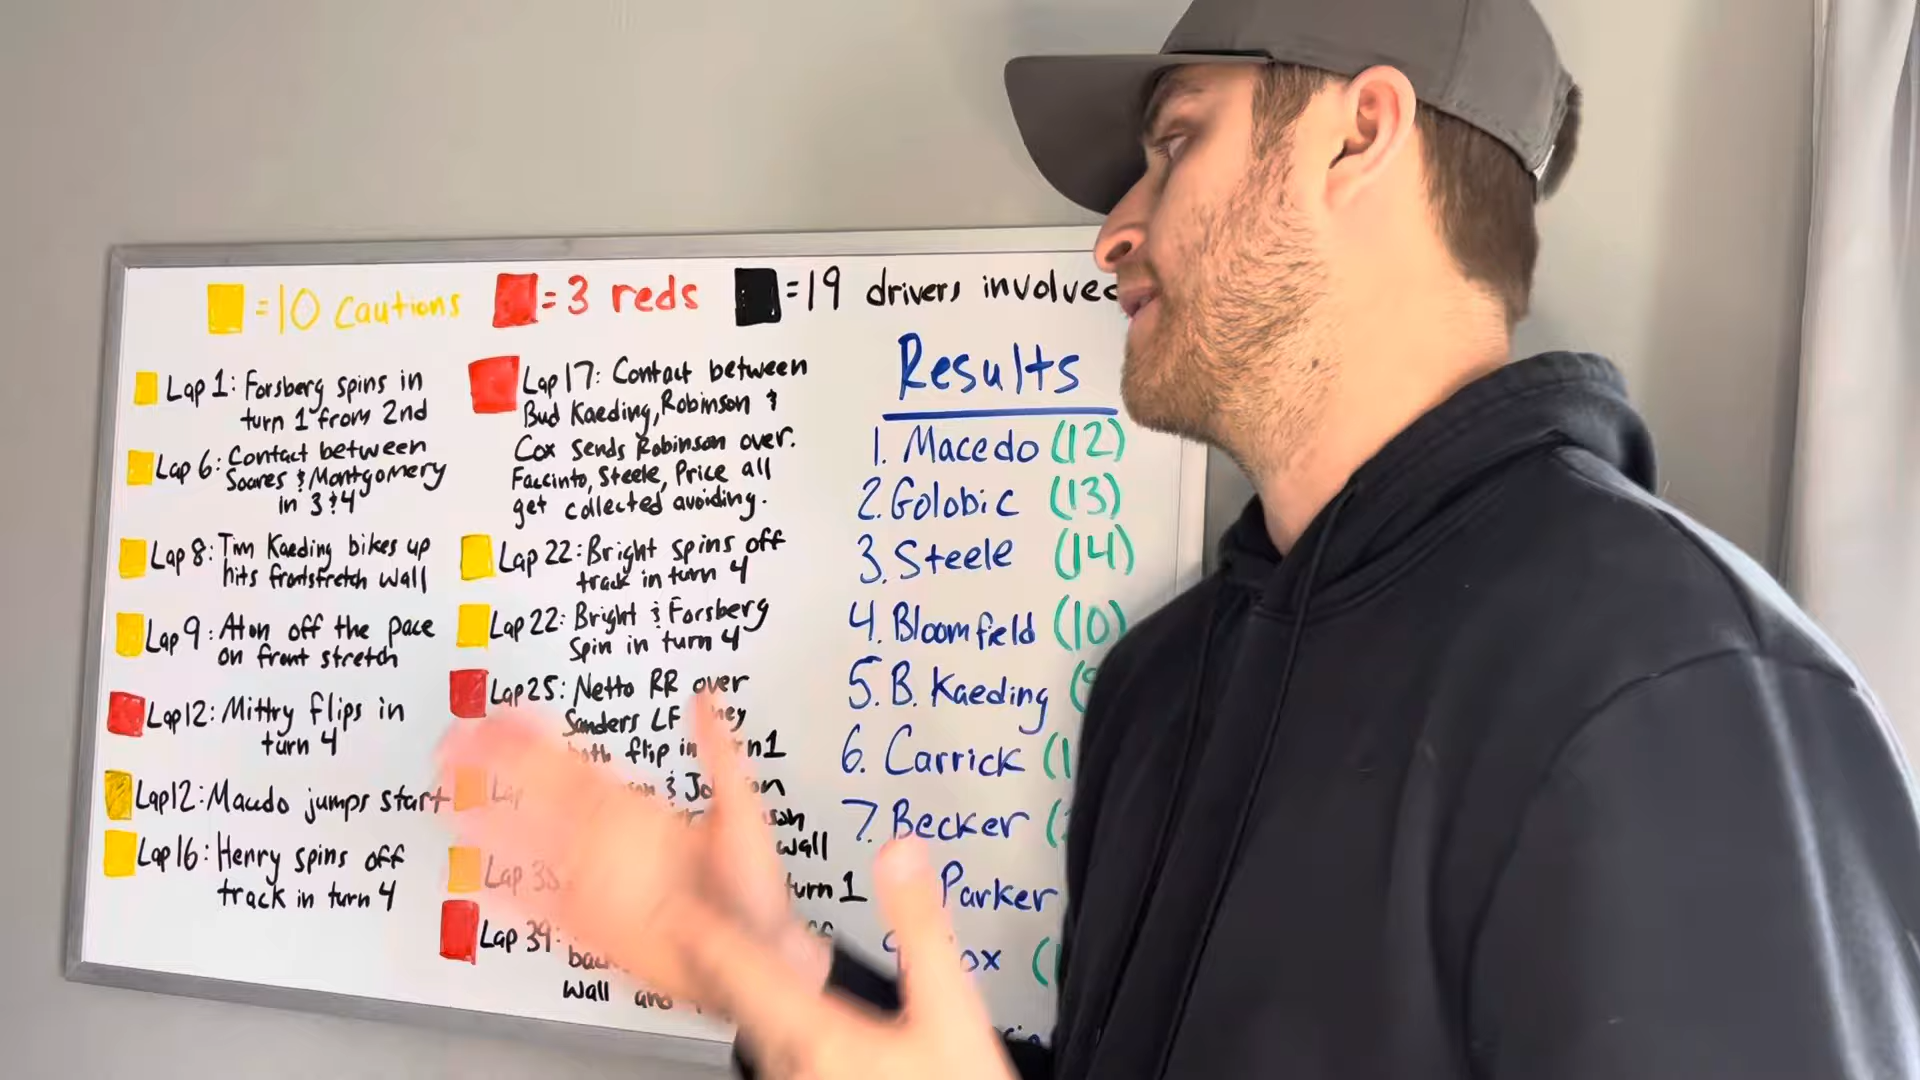 =10 cautions
=3 reds
=19 drivers involved
Lap 1: Forsberg spins in
turn 1 from 2nd
Lap 6: Contact between
Soares & Montgomery
in 3 & 4
Lap 8: Tim Kaeding bikes up
hits frontstretch wall
Lap 9: Aton off the pace
on front stretch
Lap 12: Mittry flips in
turn 4
Lap 12: Macedo jumps start
Lap 16: Henry spins off
track in turn 4
Lap 17: Contact between
Bud Kaeding, Robinson &
Cox sends Robinson over.
Faccinto, Steele, Price all
get collected avoiding.
Lap 22: Bright spins off
track in turn 4
Lap 22: Bright & Forsberg
Spin in turn 4
Lap 25: Netto RR over
Sanders LF
flip in 1
&
wall
Lap
turn 1
Lap 39:
wall and
Results
1. Macedo (12)
2. Golobic (13)
3. Steele (14)
4. Bloomfield (10)
5. B. Kaeding
6. Carrick
7. Becker
Parker